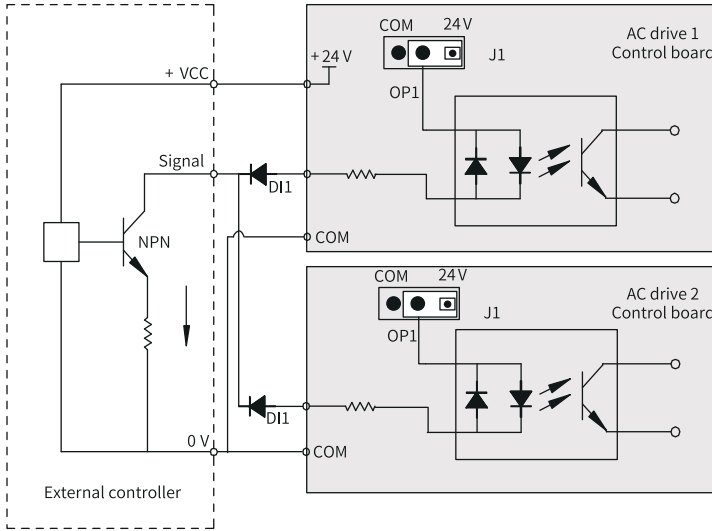 COM 24 V
J1
AC drive 1
Control board
+ 24 V
OP1
+ VCC
Signal
DI1
NPN
COM
COM 24 V
J1
AC drive 2
Control board
OP1
DI1
0 V
COM
External controller